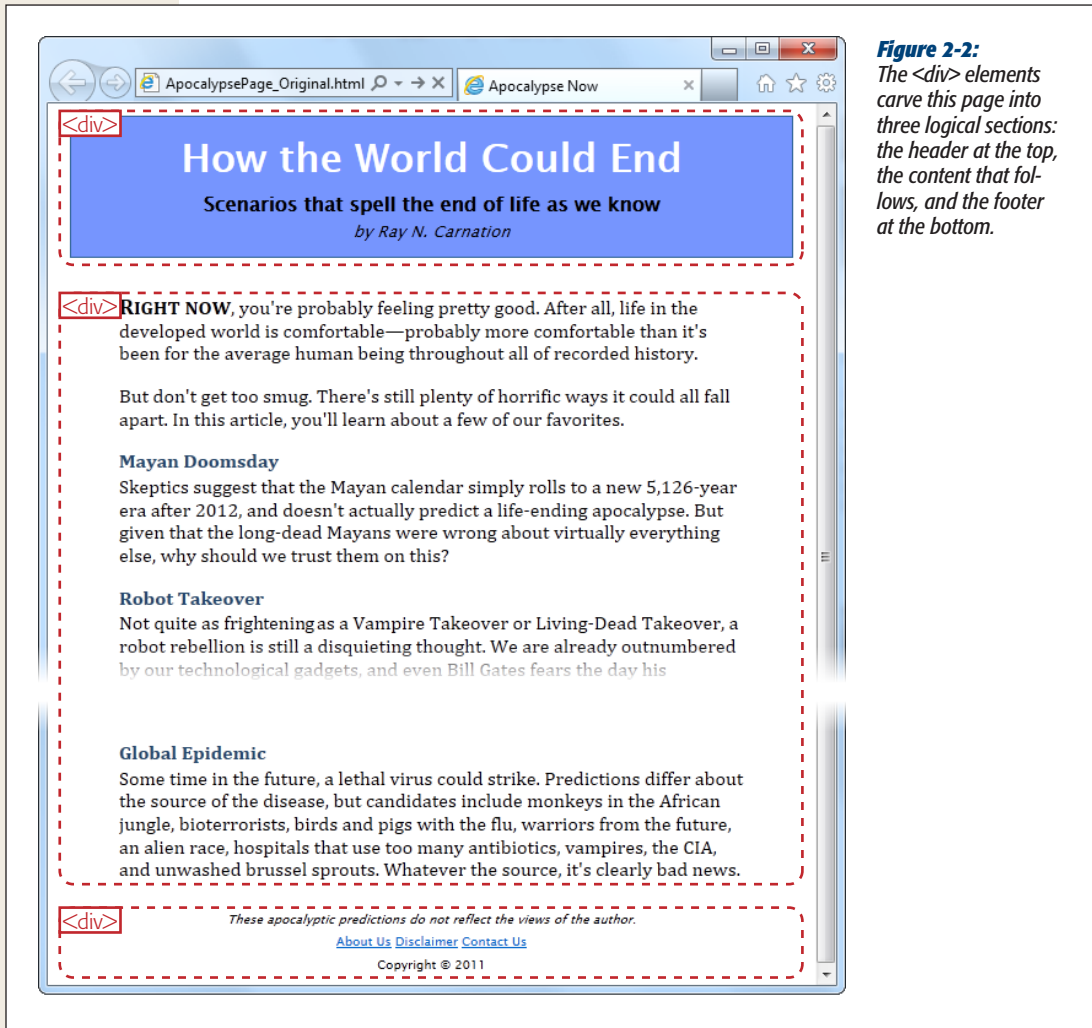 Figure 2-2:
The <div> elements
carve this page into
three logical sections:
the header at the top,
the content that fol-
lows, and the footer
at the bottom.
ApocalypsePage_Original.html
Apocalypse Now
<div>
How the World Could End
Scenarios that spell the end of life as we know
by Ray N. Carnation
<div>
RIGHT NOW, you're probably feeling pretty good. After all, life in the
developed world is comfortable—probably more comfortable than it's
been for the average human being throughout all of recorded history.
But don't get too smug. There's still plenty of horrific ways it could all fall
apart. In this article, you'll learn about a few of our favorites.
Mayan Doomsday
Skeptics suggest that the Mayan calendar simply rolls to a new 5,126-year
era after 2012, and doesn't actually predict a life-ending apocalypse. But
given that the long-dead Mayans were wrong about virtually everything
else, why should we trust them on this?
Robot Takeover
Not quite as frightening as a Vampire Takeover or Living-Dead Takeover, a
robot rebellion is still a disquieting thought. We are already outnumbered
by our technological gadgets, and even Bill Gates fears the day his
Global Epidemic
Some time in the future, a lethal virus could strike. Predictions differ about
the source of the disease, but candidates include monkeys in the African
jungle, bioterrorists, birds and pigs with the flu, warriors from the future,
an alien race, hospitals that use too many antibiotics, vampires, the CIA,
and unwashed brussel sprouts. Whatever the source, it's clearly bad news.
<div>
These apocalyptic predictions do not reflect the views of the author.
About Us Disclaimer Contact Us
Copyright © 2011